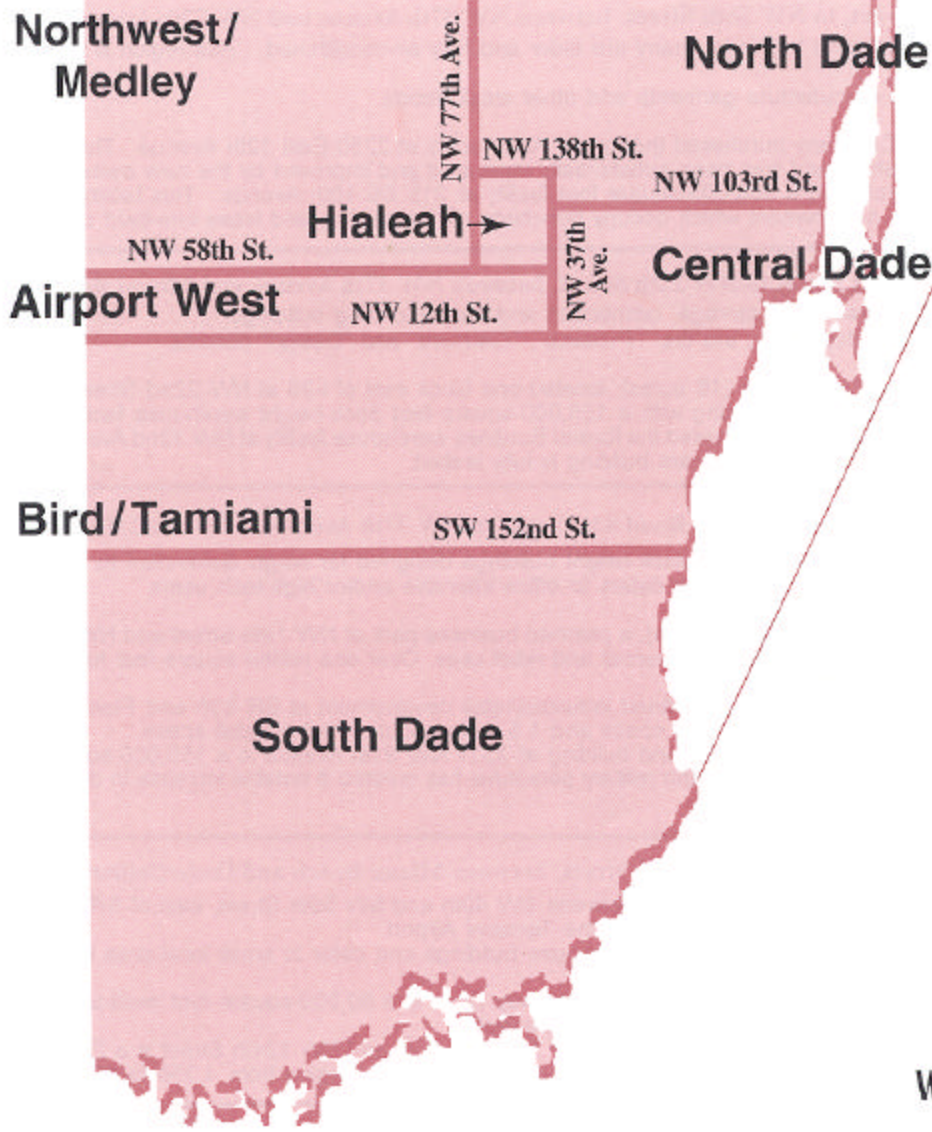 Northwest/
Medley
North Dade
NW 77th Ave.
NW 138th St.
NW 103rd St.
Hialeah
NW 58th St.
NW 37th
Ave.
Central Dade
Airport West
NW 12th St.
Bird/Tamiami
SW 152nd St.
South Dade
W